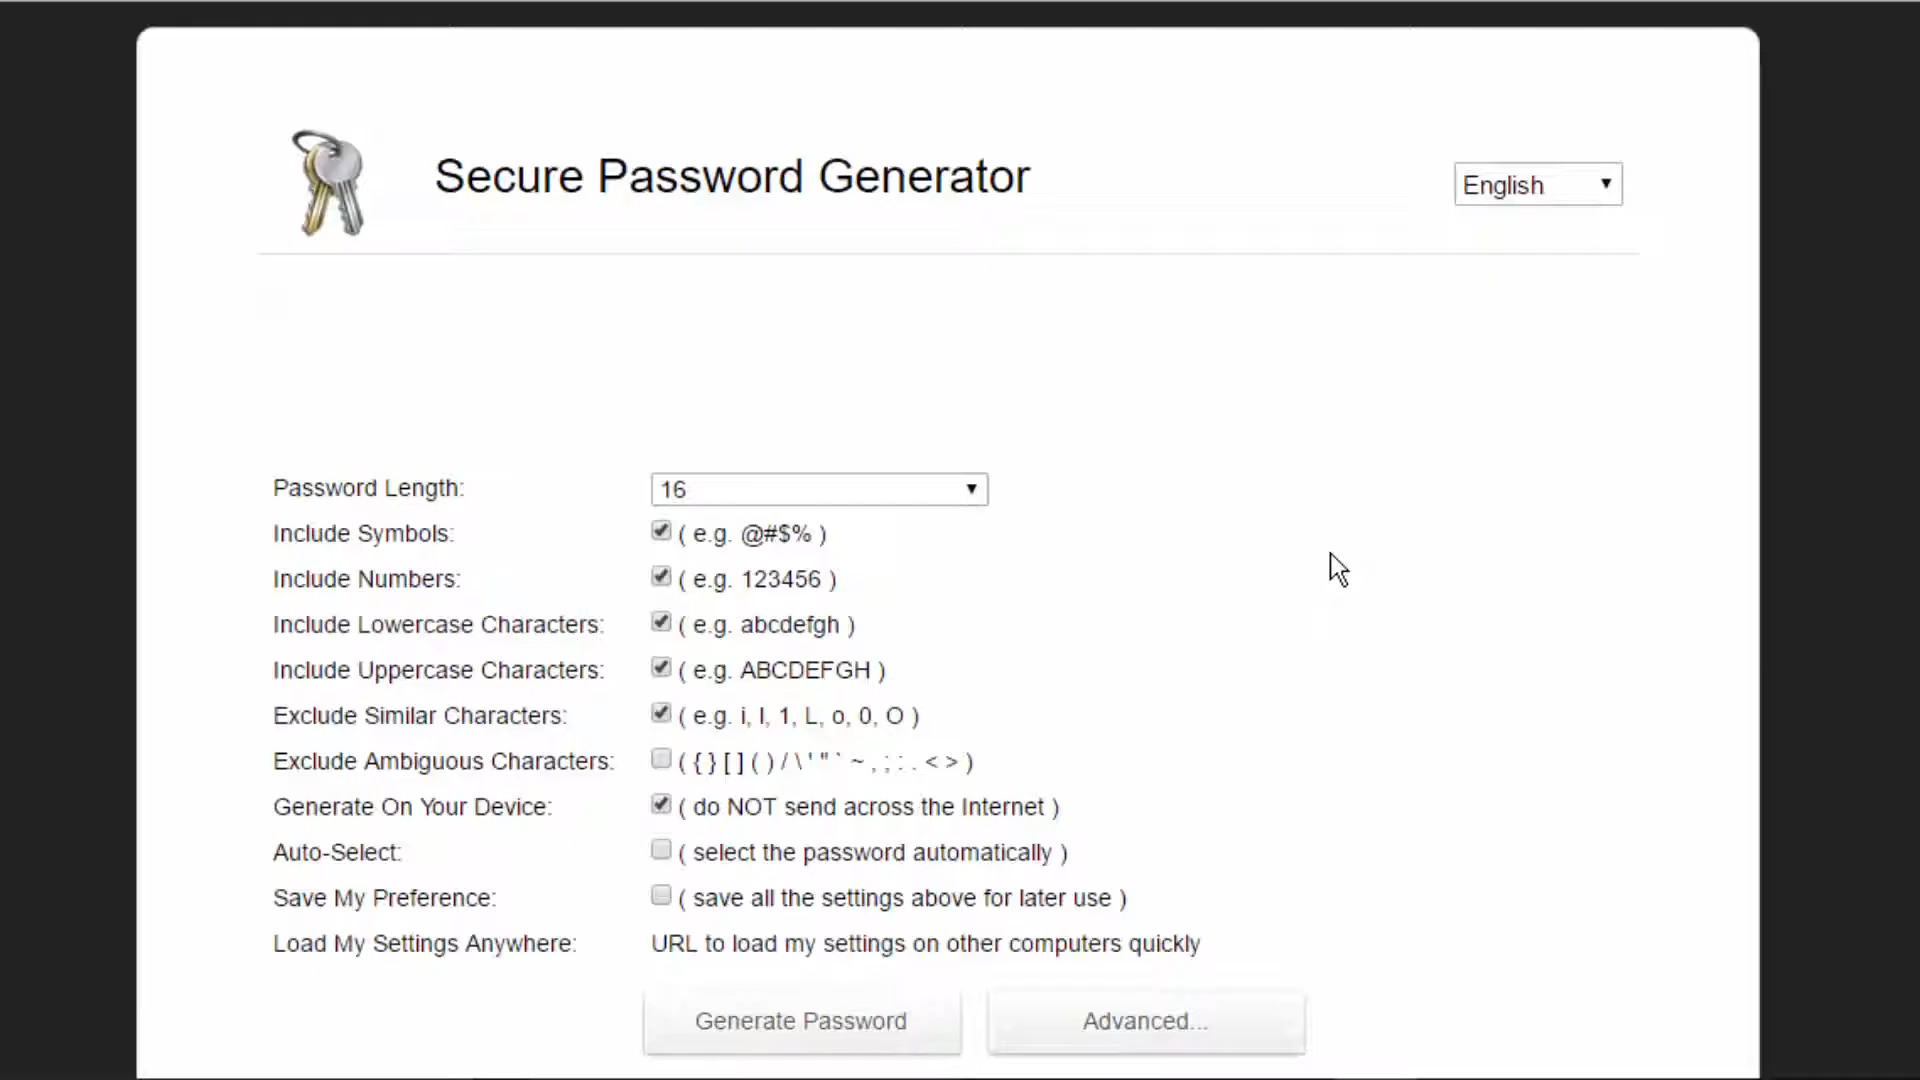 Secure Password Generator
English
Password Length: 16
Include Symbols: ( e.g. @#$% )
Include Numbers: ( e.g. 123456 )
Include Lowercase Characters: ( e.g. abcdefgh )
Include Uppercase Characters: ( e.g. ABCDEFGH )
Exclude Similar Characters: ( e.g. i, l, 1, L, o, 0, O )
Exclude Ambiguous Characters: ( { } [ ] ( ) / \ ' " ` ~ , ; : . < > )
Generate On Your Device: ( do NOT send across the Internet )
Auto-Select: ( select the password automatically )
Save My Preference: ( save all the settings above for later use )
Load My Settings Anywhere: URL to load my settings on other computers quickly
Generate Password Advanced...